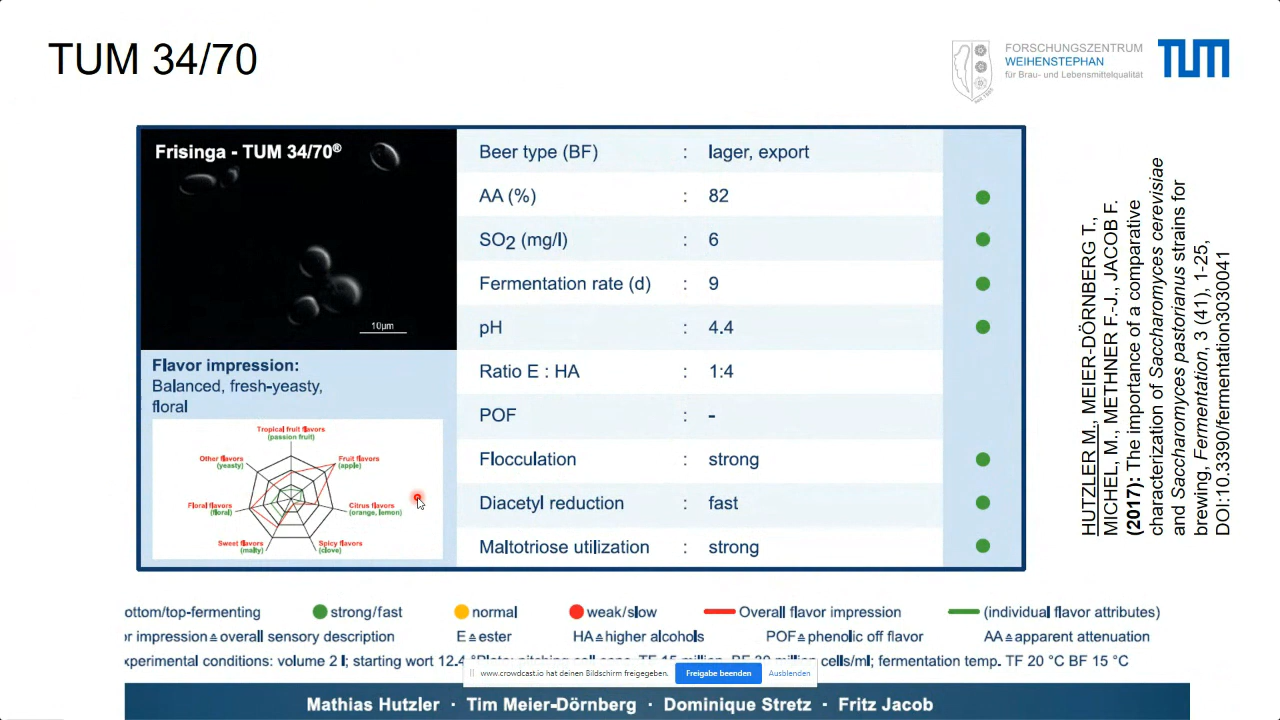 TUM 34/70
FORSCHUNGSZENTRUM
WEIHENSTEPHAN
für Brau- und Lebensmittelqualität
TUM
Frisinga - TUM 34/70®
10µm
Flavor impression:
Balanced, fresh-yeasty,
floral
Tropical fruit flavors
(passion fruit)
Other flavors
(yeasty)
Fruit flavors
(apple)
Floral flavors
(floral)
Citrus flavors
(orange, lemon)
Sweet flavors
(malty)
Spicy flavors
(clove)
Beer type (BF) : lager, export
AA (%) : 82
SO2 (mg/l) : 6
Fermentation rate (d) : 9
pH : 4.4
Ratio E : HA : 1:4
POF : -
Flocculation : strong
Diacetyl reduction : fast
Maltotriose utilization : strong
HUTZLER M., MEIER-DÖRNBERG T.,
MICHEL, M., METHNER F.-J., JACOB F.
(2017): The importance of a comparative
characterization of Saccharomyces cerevisiae
and Saccharomyces pastorianus strains for
brewing, Fermentation, 3 (41), 1-25,
DOI:10.3390/fermentation3030041
ottom/top-fermenting strong/fast normal weak/slow Overall flavor impression (individual flavor attributes)
r impression≙overall sensory description E≙ester HA≙higher alcohols POF≙phenolic off flavor AA≙apparent attenuation
xperimental conditions: volume 2 l; starting wort 12.4 cells/ml; fermentation temp. TF 20 °C BF 15 °C
www.crowdcast.io hat deinen Bildschirm freigegeben. Freigabe beenden Ausblenden
Mathias Hutzler · Tim Meier-Dörnberg · Dominique Stretz · Fritz Jacob